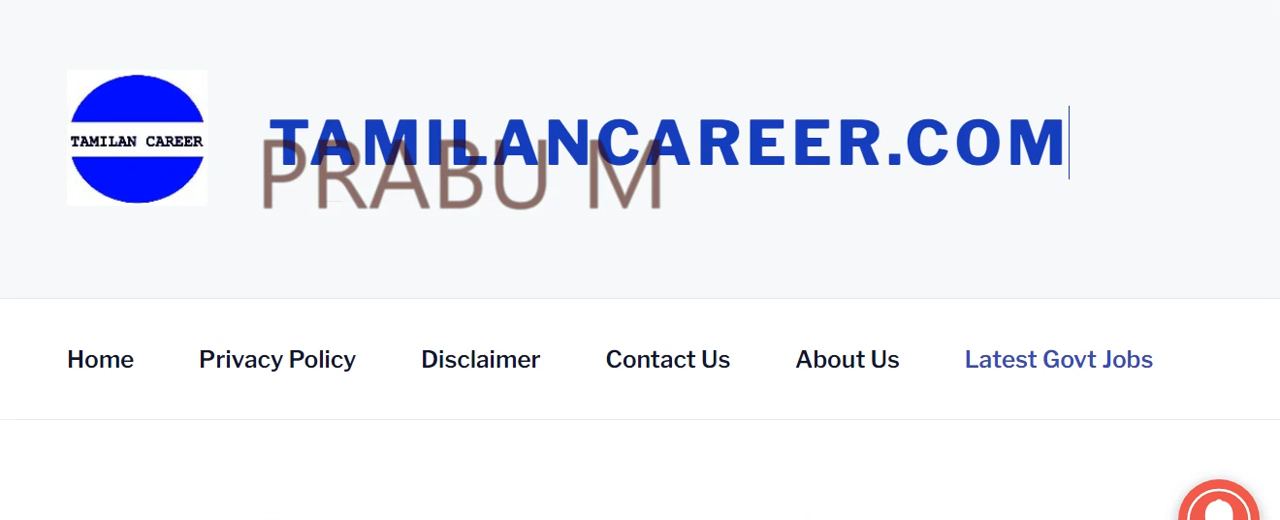 TAMILAN CAREER
TAMILANCAREER.COM
PRABU M
Home Privacy Policy Disclaimer Contact Us About Us Latest Govt Jobs